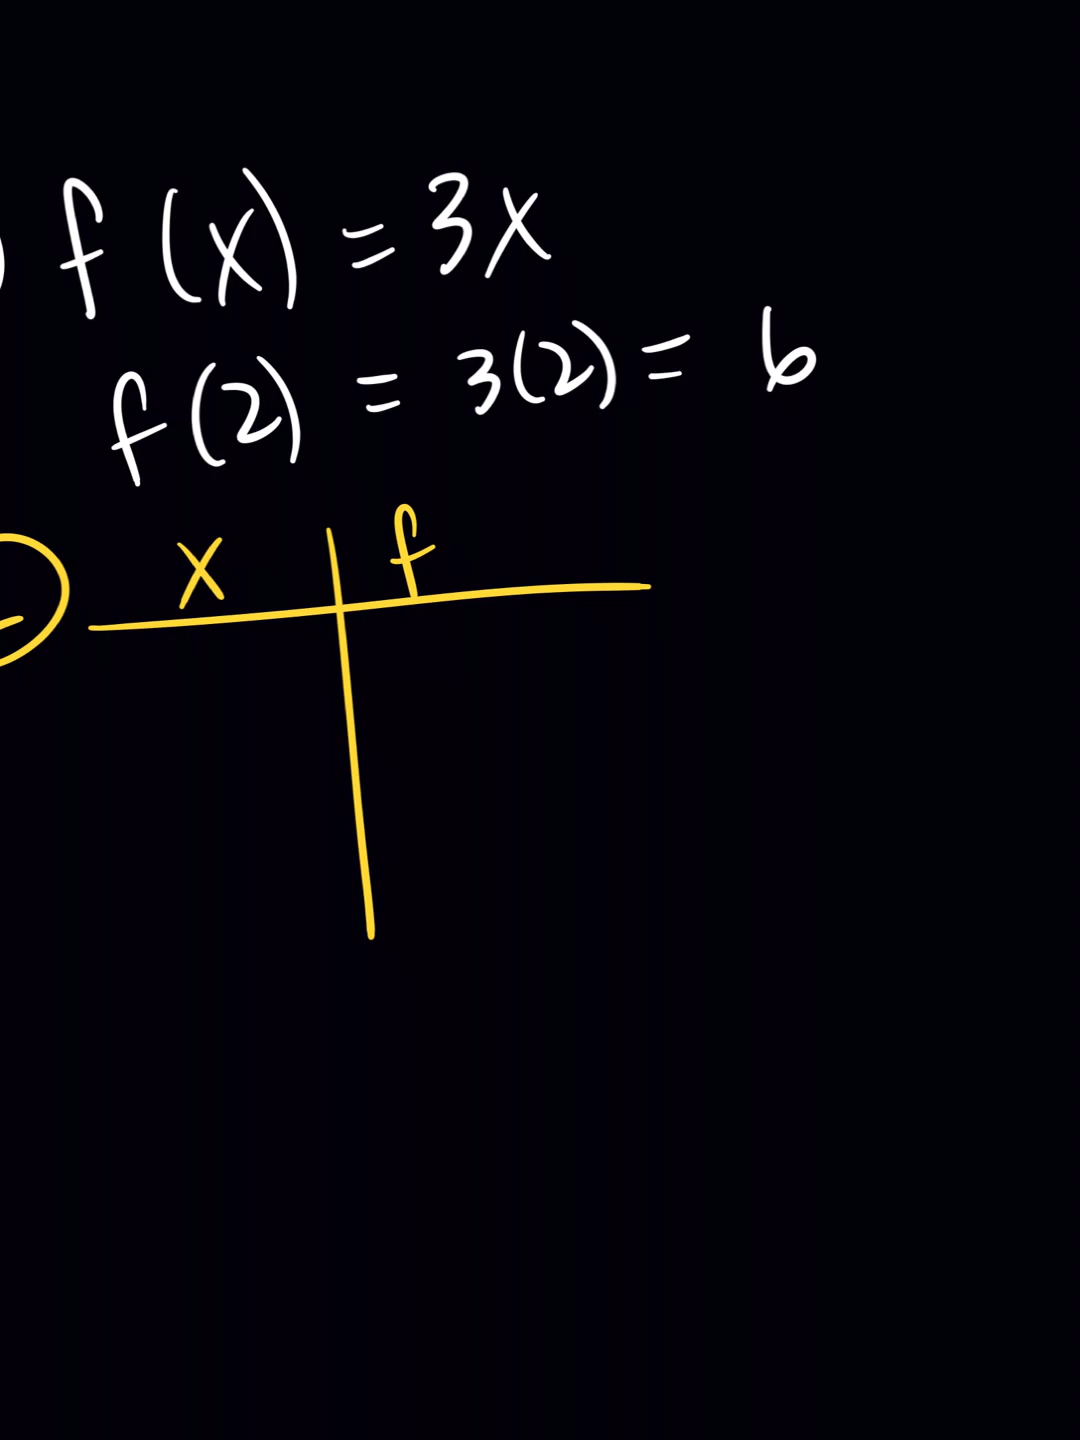 ) f(x) = 3x
f(2) = 3(2) = 6
x f